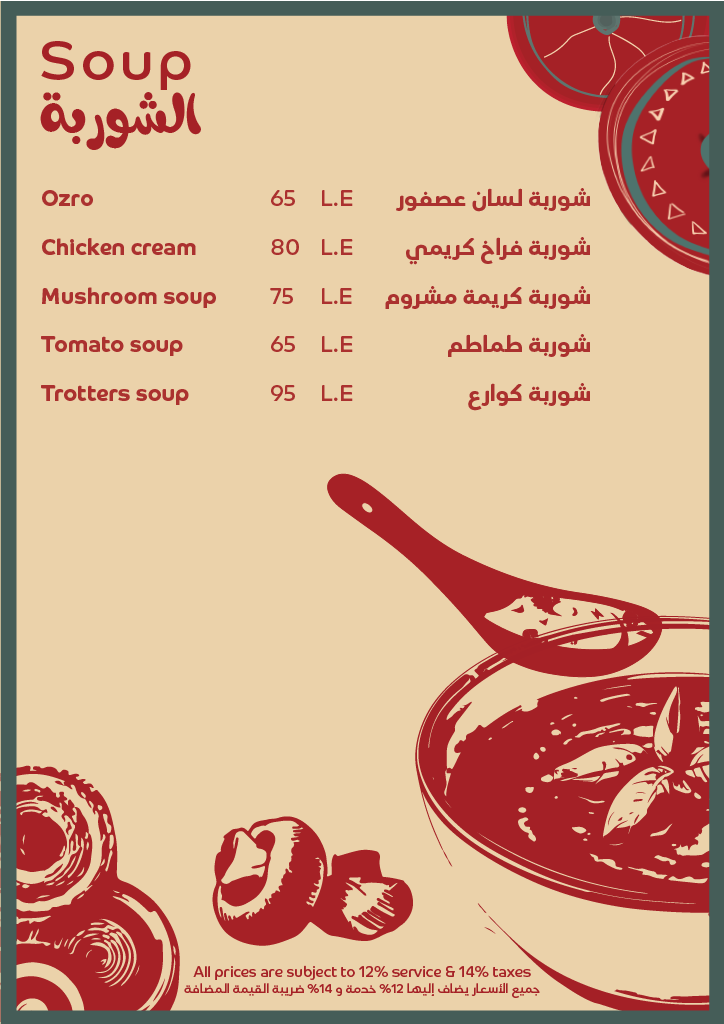 Soup
الشوربة
Ozro 65 L.E شوربة لسان عصفور
Chicken cream 80 L.E شوربة فراخ كريمي
Mushroom soup 75 L.E شوربة كريمة مشروم
Tomato soup 65 L.E شوربة طماطم
Trotters soup 95 L.E شوربة كوارع
All prices are subject to 12% service & 14% taxes
جميع الأسعار يضاف إليها 12% خدمة و 14% ضريبة القيمة المضافة